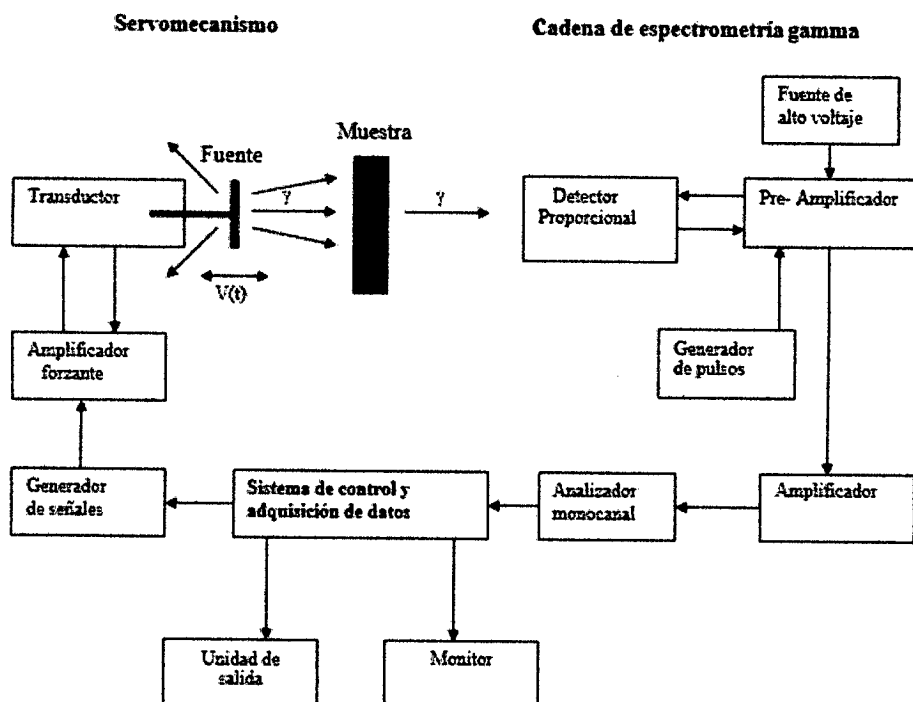 Servomecanismo
Cadena de espectrometría gamma
Fuente de
alto voltaje
Muestra
Fuente
Transductor
γ
γ
Detector
Proporcional
Pre- Amplificador
V(t)
Amplificador
forzante
Generador
de pulsos
Generador
de señales
Sistema de control y
adquisición de datos
Analizador
monocanal
Amplificador
Unidad de
salida
Monitor